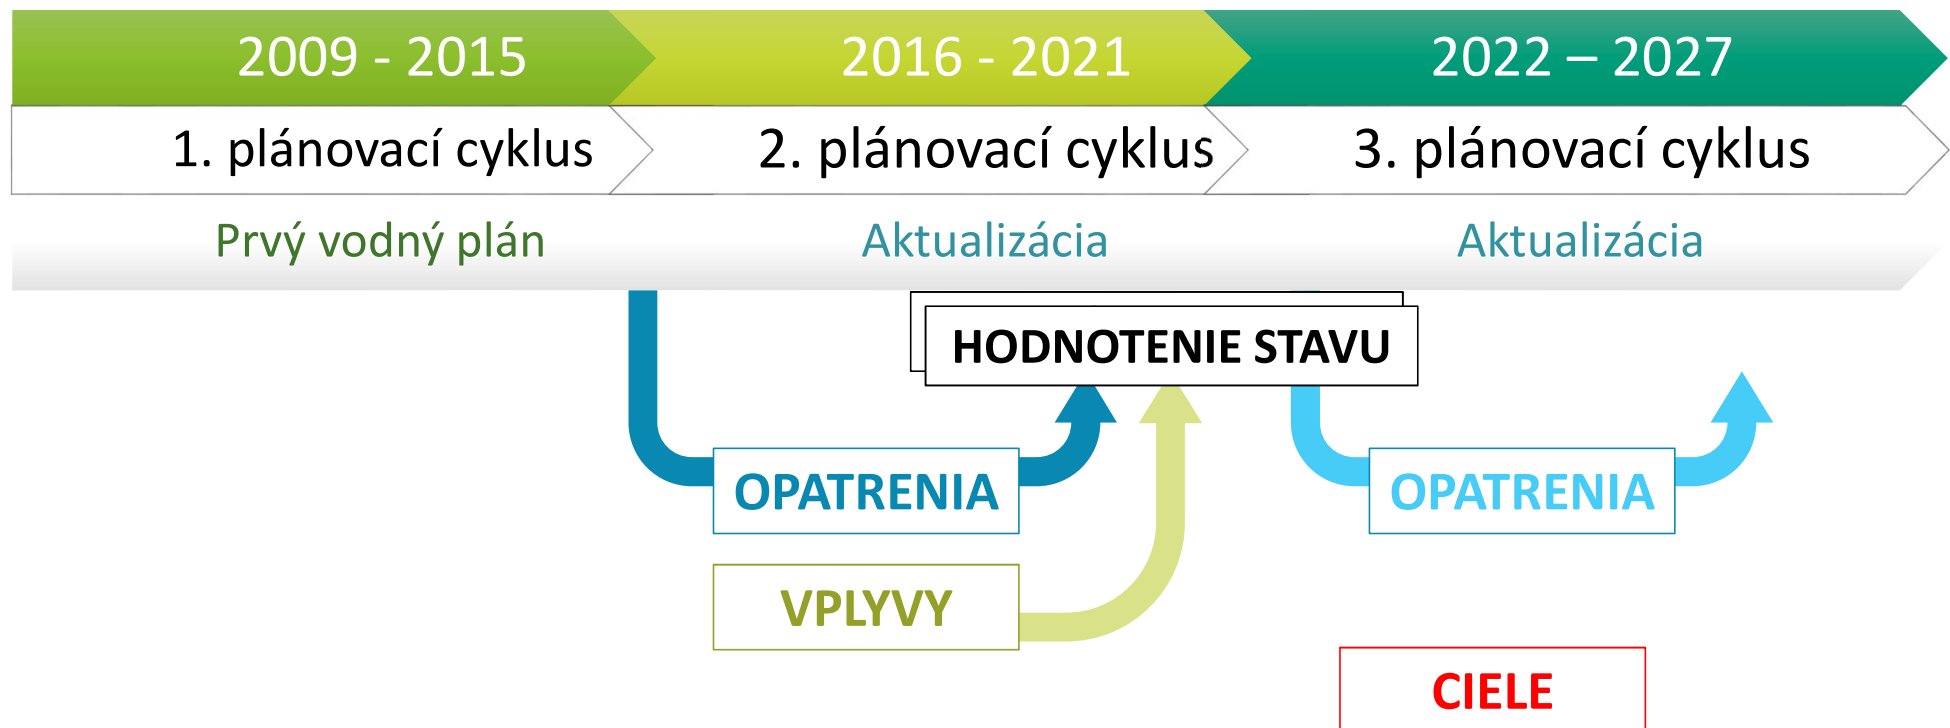 2009 - 2015
2016 - 2021
2022 – 2027
1. plánovací cyklus
2. plánovací cyklus
3. plánovací cyklus
Prvý vodný plán
Aktualizácia
Aktualizácia
HODNOTENIE STAVU
OPATRENIA
OPATRENIA
VPLYVY
CIELE